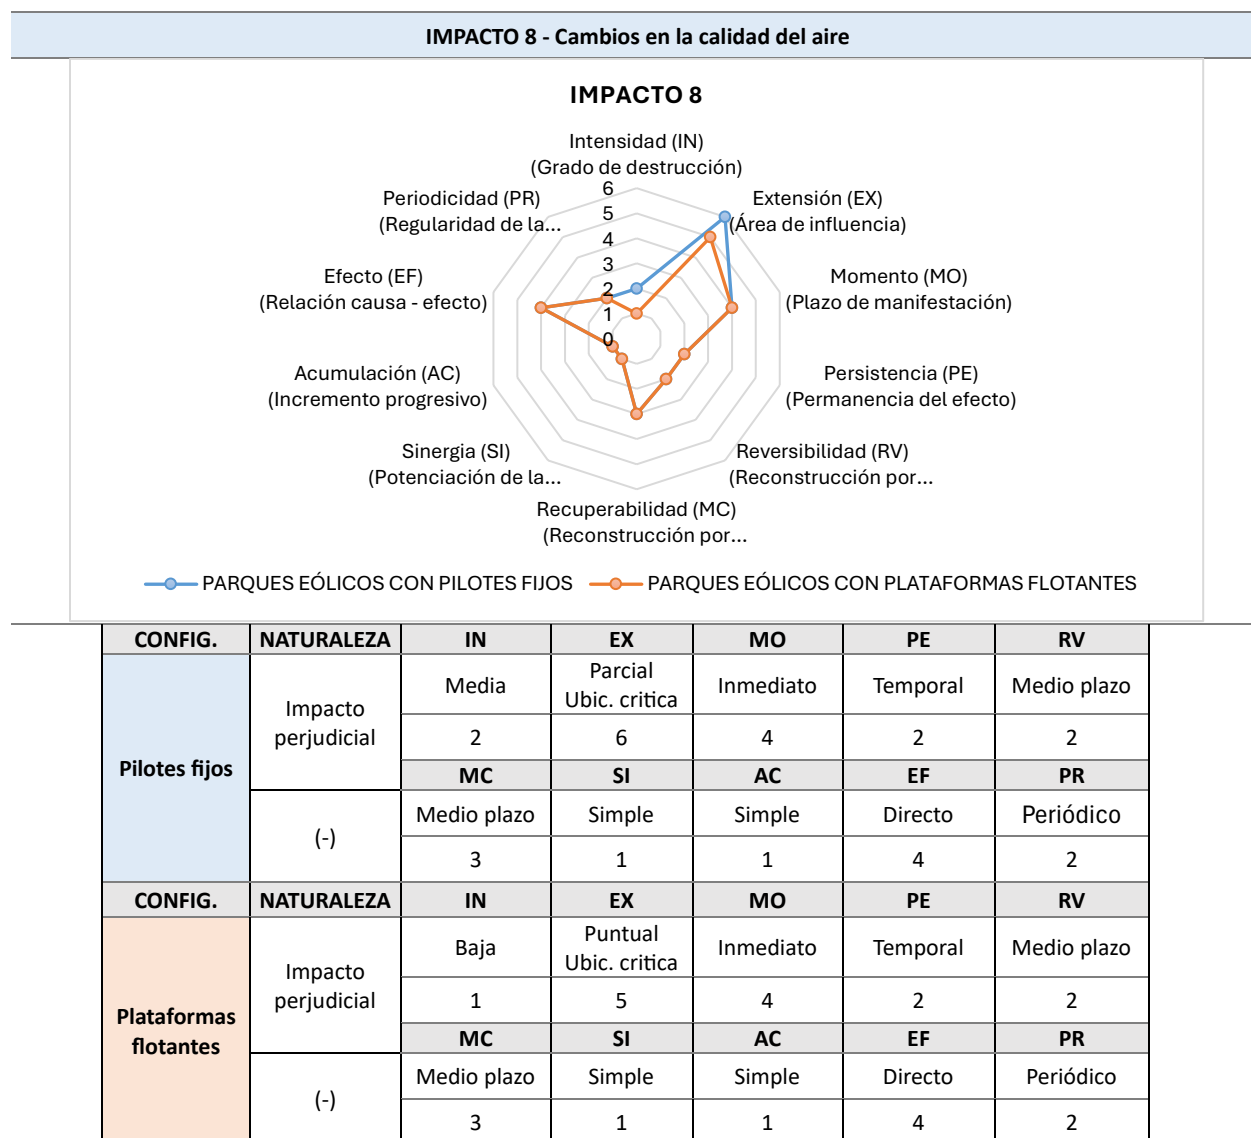 IMPACTO 8 - Cambios en la calidad del aire
IMPACTO 8
Intensidad (IN)
(Grado de destrucción)
Periodicidad (PR)
(Regularidad de la...
Extensión (EX)
(Área de influencia)
Efecto (EF)
(Relación causa - efecto)
Momento (MO)
(Plazo de manifestación)
Acumulación (AC)
(Incremento progresivo)
Persistencia (PE)
(Permanencia del efecto)
Sinergia (SI)
(Potenciación de la...
Reversibilidad (RV)
(Reconstrucción por...
Recuperabilidad (MC)
(Reconstrucción por...
6
5
4
3
2
1
0
PARQUES EÓLICOS CON PILOTES FIJOS PARQUES EÓLICOS CON PLATAFORMAS FLOTANTES
CONFIG. NATURALEZA IN EX MO PE RV
Pilotes fijos
Impacto
perjudicial
Media Parcial Inmediato Temporal Medio plazo
Ubic. critica
2 6 4 2 2
MC SI AC EF PR
(-)
Medio plazo Simple Simple Directo Periódico
3 1 1 4 2
CONFIG. NATURALEZA IN EX MO PE RV
Plataformas
flotantes
Impacto
perjudicial
Baja Puntual Inmediato Temporal Medio plazo
Ubic. critica
1 5 4 2 2
MC SI AC EF PR
(-)
Medio plazo Simple Simple Directo Periódico
3 1 1 4 2